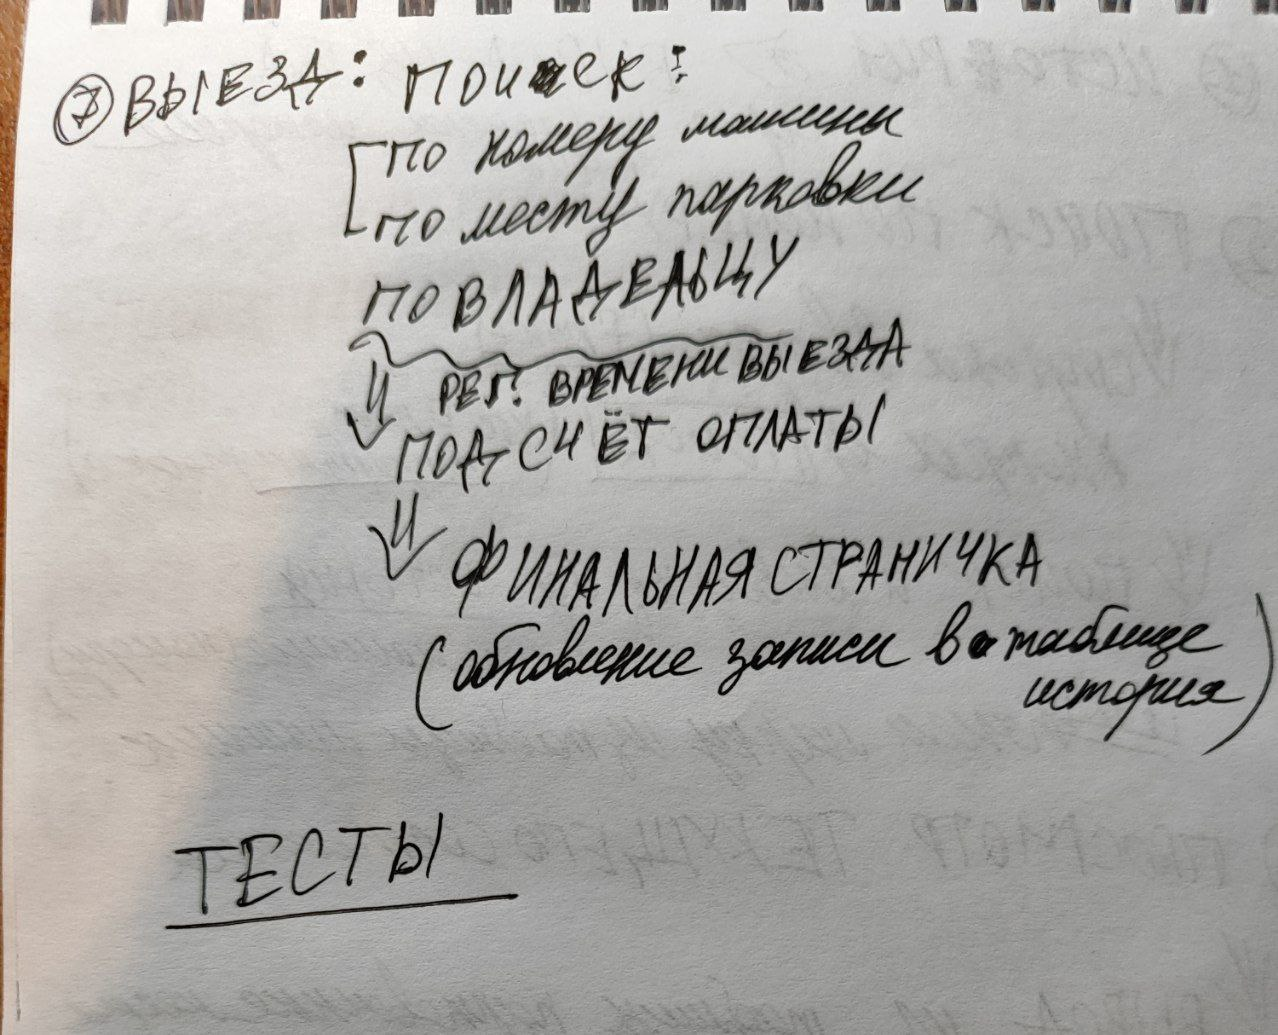 ⑦ ВЫЕЗД: ПОИСК:
ПО номеру машины
ПО месту парковки
ПО ВЛАДЕЛЬЦУ
РЕГ. ВРЕМЕНИ ВЫЕЗДА
ПОДСЧЁТ ОПЛАТЫ
ФИНАЛЬНАЯ СТРАНИЧКА
(обновление записи в таблице
история)
ТЕСТЫ